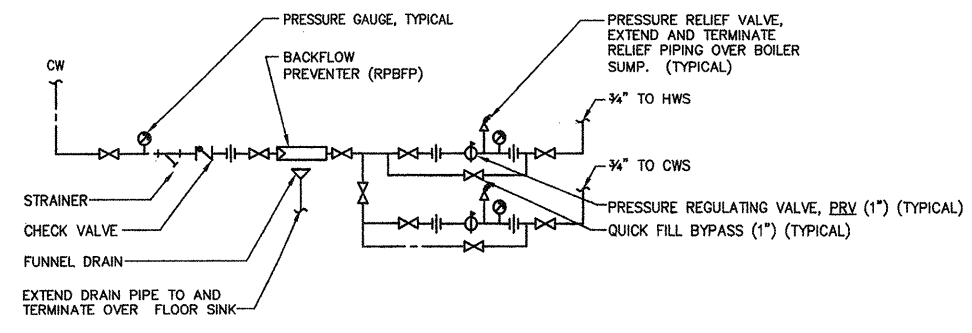 PRESSURE GAUGE, TYPICAL
PRESSURE RELIEF VALVE,
EXTEND AND TERMINATE
RELIEF PIPING OVER BOILER
SUMP. (TYPICAL)
CW
BACKFLOW
PREVENTER (RPBFP)
¾" TO HWS
¾" TO CWS
STRAINER
CHECK VALVE
FUNNEL DRAIN
EXTEND DRAIN PIPE TO AND
TERMINATE OVER FLOOR SINK
PRESSURE REGULATING VALVE, PRV (1") (TYPICAL)
QUICK FILL BYPASS (1") (TYPICAL)